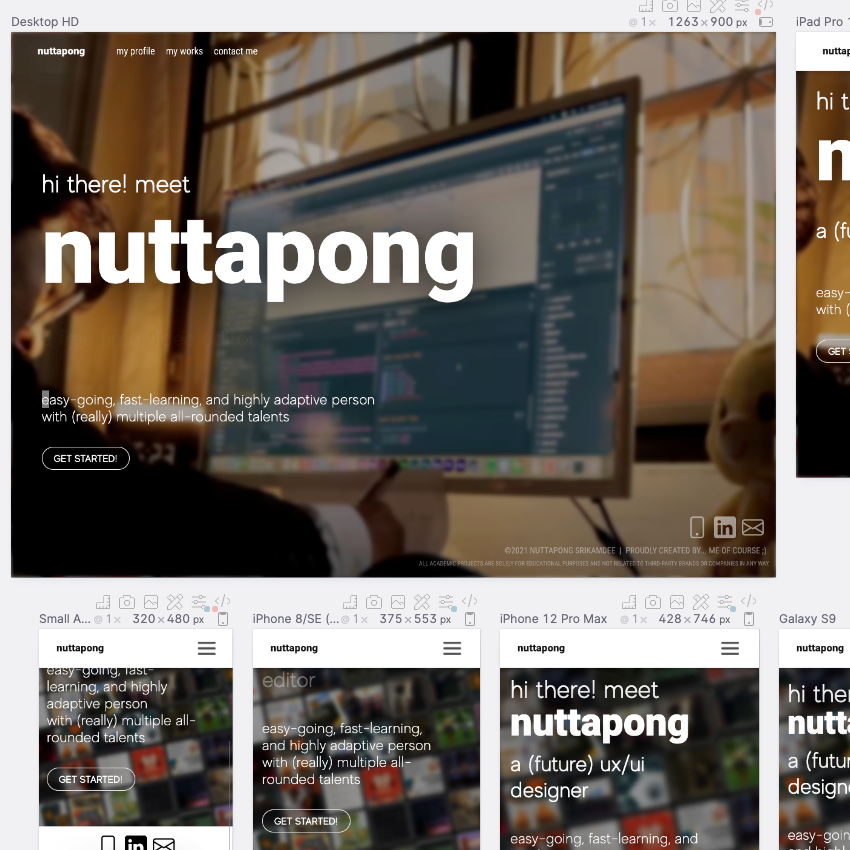 Desktop HD
@ 1× 1263×900 px
iPad Pro 1
nuttapong my profile my works contact me
hi there! meet
nuttapong
easy-going, fast-learning, and highly adaptive person
with (really) multiple all-rounded talents
GET STARTED!
©2021 NUTTAPONG SRIKAMDEE | PROUDLY CREATED BY... ME OF COURSE ;)
ALL ACADEMIC PROJECTS ARE SOLELY FOR EDUCATIONAL PURPOSES AND NOT RELATED TO THIRD-PARTY BRANDS OR COMPANIES IN ANY WAY
nuttap
hi t
n
a (fu
easy-
with (
GET S
Small A... @ 1× 320×480 px
nuttapong
easy-going, fast-
learning, and highly
adaptive person
with (really) multiple all-
rounded talents
GET STARTED!
iPhone 8/SE (... @ 1× 375×553 px
nuttapong
editor
easy-going, fast-learning,
and highly adaptive person
with (really) multiple all-
rounded talents
GET STARTED!
iPhone 12 Pro Max @ 1× 428×746 px
nuttapong
hi there! meet
nuttapong
a (future) ux/ui
designer
easy-going, fast-learning, and
Galaxy S9
nuttapong
hi ther
nutta
a (futur
designe
easy-goin